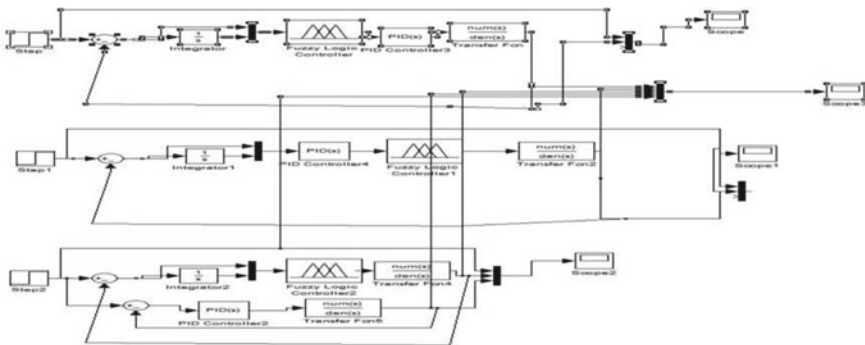 Step
1
s
Integrator
Fuzzy Logic
Controller
PID(s)
PID Controller3
num(s)
den(s)
Transfer Fcn
Scope
Scope3
Step1
1
s
Integrator1
PID(s)
PID Controller4
Fuzzy Logic
Controller1
num(s)
den(s)
Transfer Fcn2
Scope1
Step2
1
s
Integrator2
Fuzzy Logic
Controller2
num(s)
den(s)
Transfer Fcn4
Scope2
PID(s)
PID Controller2
num(s)
den(s)
Transfer Fcn5